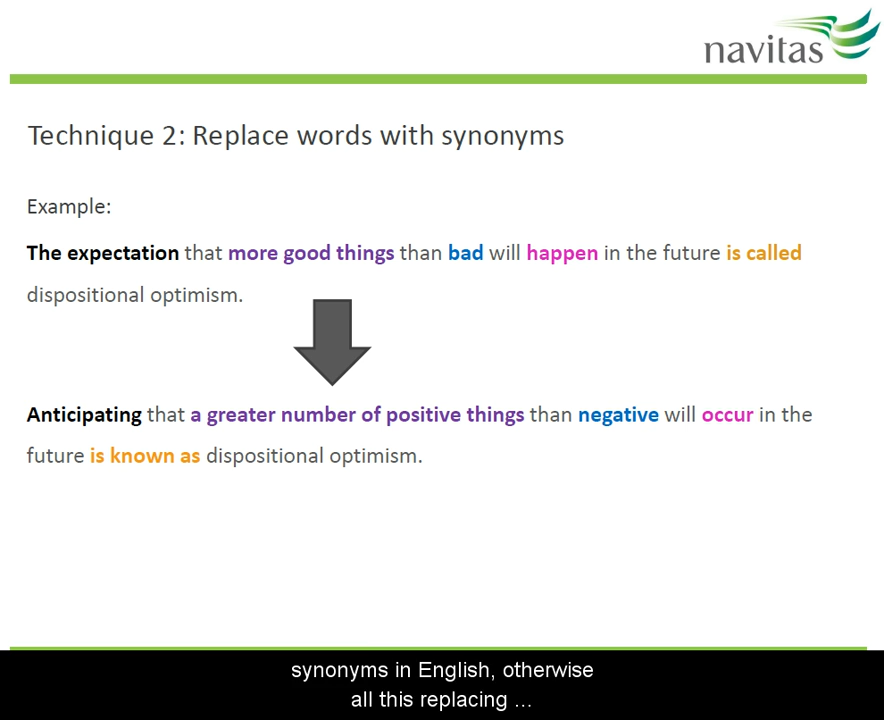 navitas
Technique 2: Replace words with synonyms
Example:
The expectation that more good things than bad will happen in the future is called
dispositional optimism.
Anticipating that a greater number of positive things than negative will occur in the
future is known as dispositional optimism.
synonyms in English, otherwise
all this replacing ...